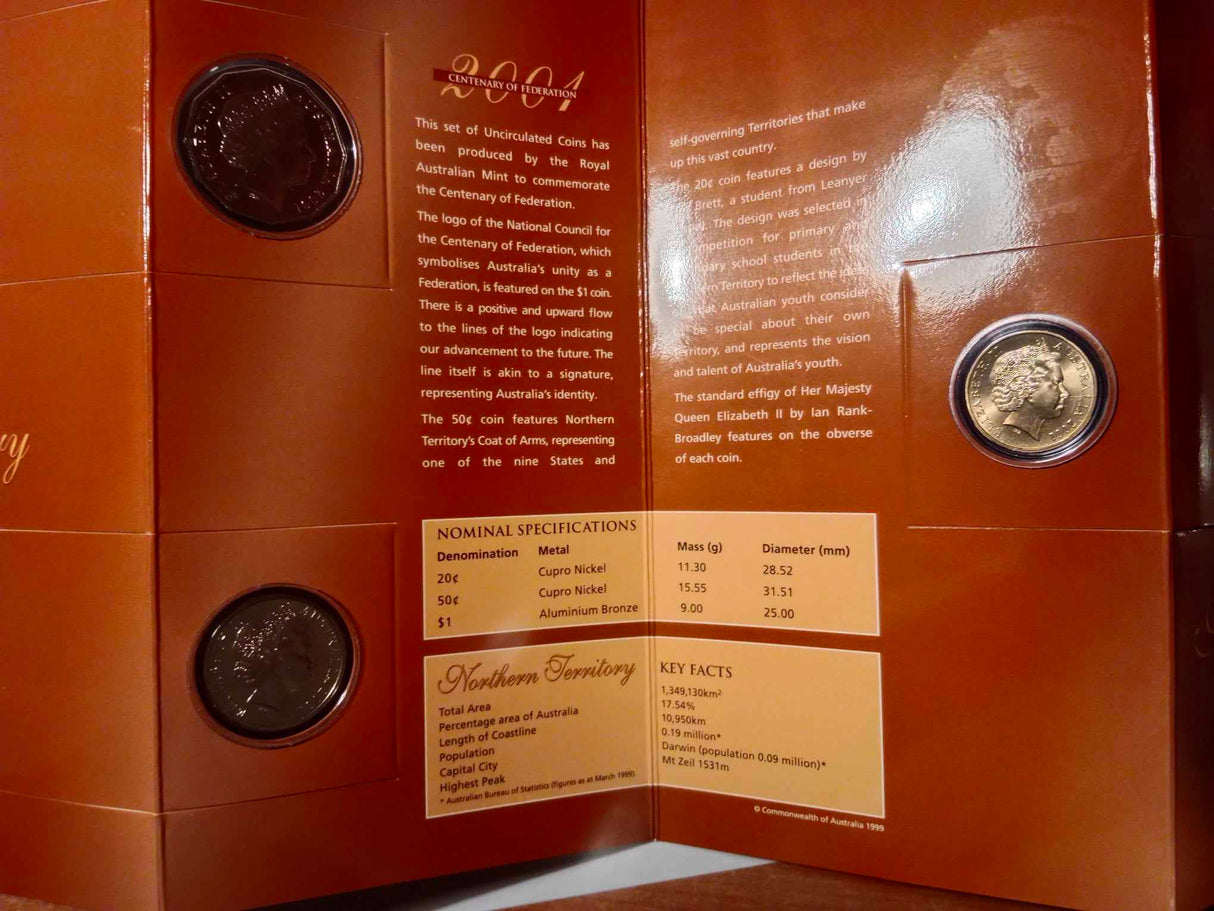 2001
CENTENARY OF FEDERATION
This set of Uncirculated Coins has
been produced by the Royal
Australian Mint to commemorate
the Centenary of Federation.
The logo of the National Council for
the Centenary of Federation, which
symbolises Australia's unity as a
Federation, is featured on the $1 coin.
There is a positive and upward flow
to the lines of the logo indicating
our advancement to the future. The
line itself is akin to a signature,
representing Australia's identity.
The 50¢ coin features Northern
Territory's Coat of Arms, representing
one of the nine States and
self-governing Territories that make
up this vast country.
20¢ coin features a design by
Brett, a student from Leanyer
The design was selected in
for primary and
school students in
Territory to reflect the ideas
Australian youth consider
be special about their own
Territory, and represents the vision
and talent of Australia's youth.
The standard effigy of Her Majesty
Queen Elizabeth II by Ian Rank-
Broadley features on the obverse
of each coin.
ELIZABETH II AUSTRALIA 2001
NOMINAL SPECIFICATIONS
Denomination Metal Mass (g) Diameter (mm)
20¢ Cupro Nickel 11.30 28.52
50¢ Cupro Nickel 15.55 31.51
$1 Aluminium Bronze 9.00 25.00
Northern Territory KEY FACTS
Total Area 1,349,130km²
Percentage area of Australia 17.54%
Length of Coastline 10,950km
Population 0.19 million*
Capital City Darwin (population 0.09 million)*
Highest Peak Mt Zeil 1531m
* Australian Bureau of Statistics (figures as at March 1999).
© Commonwealth of Australia 1999